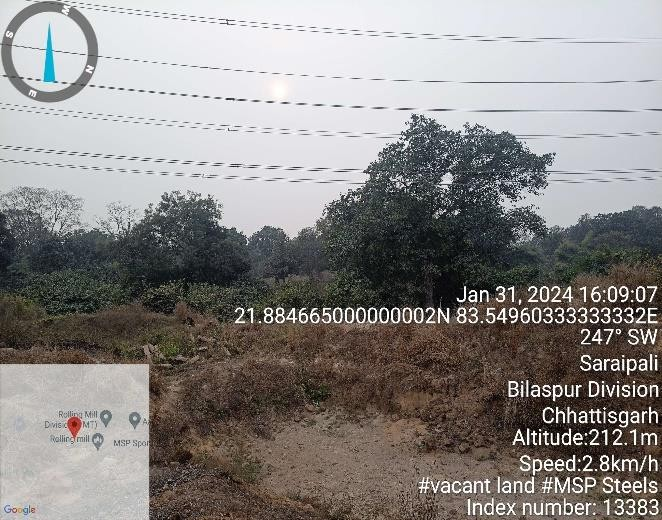 W
S
N
E
Jan 31, 2024 16:09:07
21.884665000000002N 83.54960333333332E
247° SW
Saraipali
Bilaspur Division
Chhattisgarh
Altitude:212.1m
Speed:2.8km/h
#vacant land #MSP Steels
Index number: 13383
Rolling Mill
Rolling mill
MSP Spon
Google